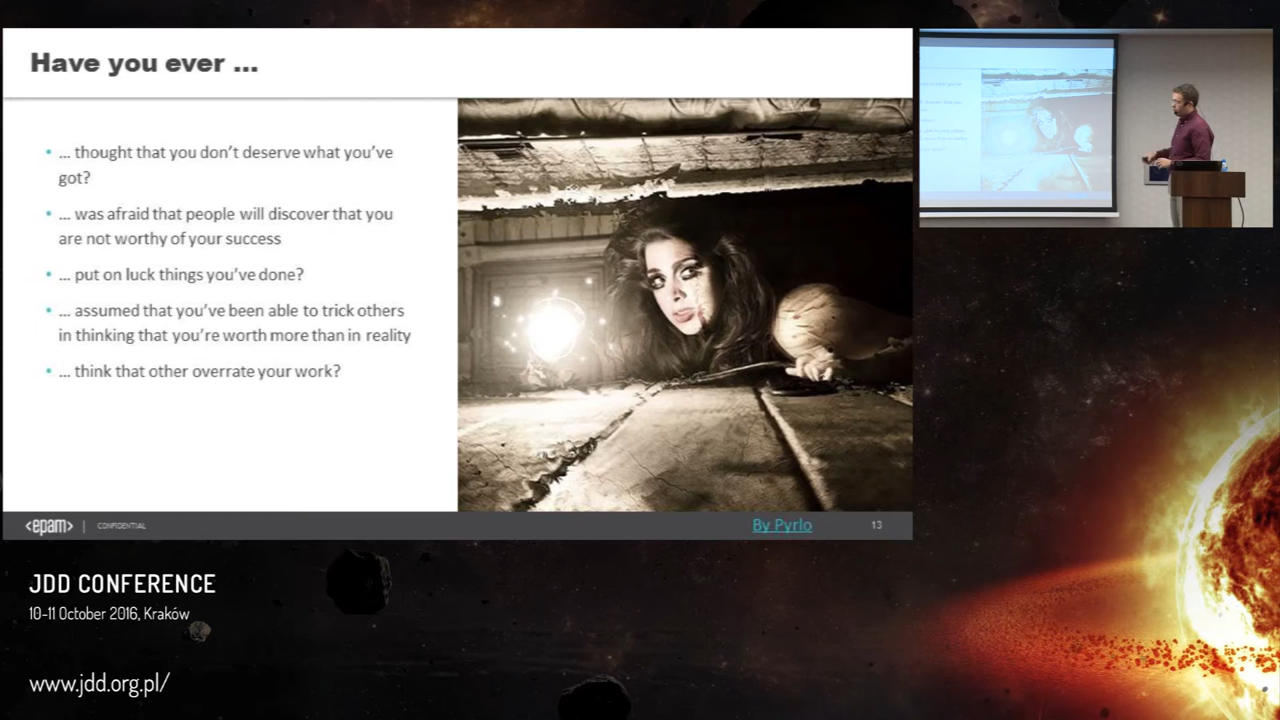 Have you ever ...
• ... thought that you don't deserve what you've
got?
• ... was afraid that people will discover that you
are not worthy of your success
• ... put on luck things you've done?
• ... assumed that you've been able to trick others
in thinking that you're worth more than in reality
• ... think that other overrate your work?
<epam> | CONFIDENTIAL
By Pyrlo
13
JDD CONFERENCE
10-11 October 2016, Kraków
www.jdd.org.pl/